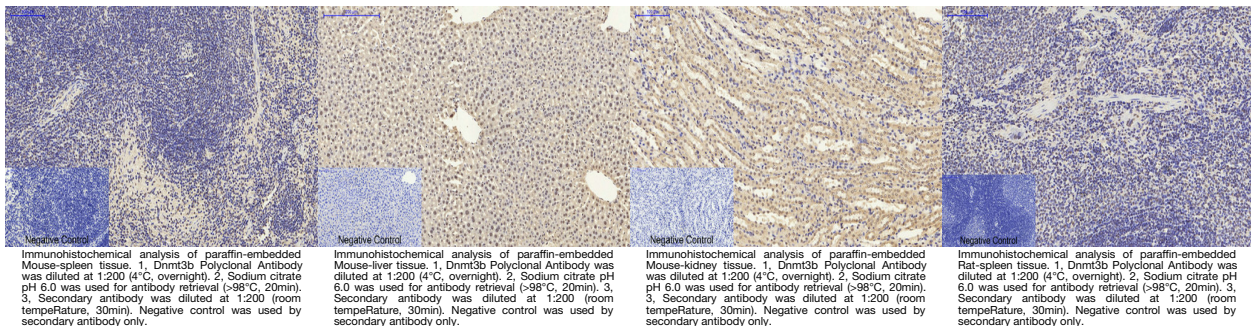 Negative Control
Negative Control
Negative Control
Negative Control
Immunohistochemical analysis of paraffin-embedded
Mouse-spleen tissue. 1, Dnmt3b Polyclonal Antibody
was diluted at 1:200 (4°C, overnight). 2, Sodium citrate
pH 6.0 was used for antibody retrieval (>98°C, 20min).
3, Secondary antibody was diluted at 1:200 (room
tempeRature, 30min). Negative control was used by
secondary antibody only.
Immunohistochemical analysis of paraffin-embedded
Mouse-liver tissue. 1, Dnmt3b Polyclonal Antibody was
diluted at 1:200 (4°C, overnight). 2, Sodium citrate pH
6.0 was used for antibody retrieval (>98°C, 20min). 3,
Secondary antibody was diluted at 1:200 (room
tempeRature, 30min). Negative control was used by
secondary antibody only.
Immunohistochemical analysis of paraffin-embedded
Mouse-kidney tissue. 1, Dnmt3b Polyclonal Antibody
was diluted at 1:200 (4°C, overnight). 2, Sodium citrate
pH 6.0 was used for antibody retrieval (>98°C, 20min).
3, Secondary antibody was diluted at 1:200 (room
tempeRature, 30min). Negative control was used by
secondary antibody only.
Immunohistochemical analysis of paraffin-embedded
Rat-spleen tissue. 1, Dnmt3b Polyclonal Antibody was
diluted at 1:200 (4°C, overnight). 2, Sodium citrate pH
6.0 was used for antibody retrieval (>98°C, 20min). 3,
Secondary antibody was diluted at 1:200 (room
tempeRature, 30min). Negative control was used by
secondary antibody only.